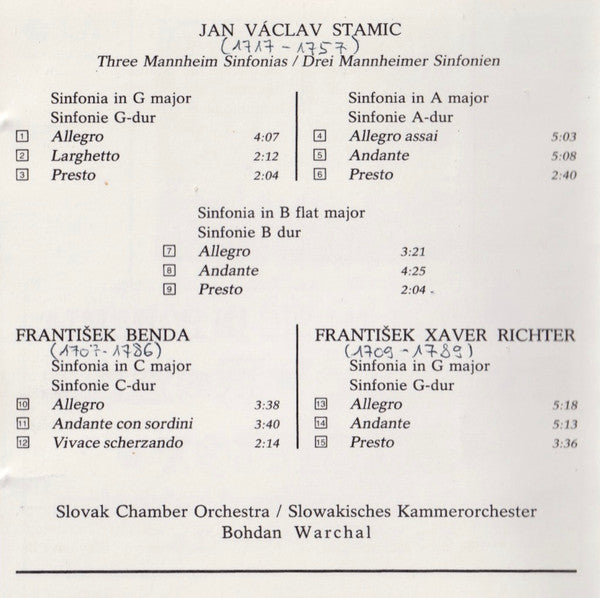 JAN VÁCLAV STAMIC
(1717 - 1757)
Three Mannheim Sinfonias / Drei Mannheimer Sinfonien
Sinfonia in G major
Sinfonie G-dur
1 Allegro 4:07
2 Larghetto 2:12
3 Presto 2:04
Sinfonia in A major
Sinfonie A-dur
4 Allegro assai 5:03
5 Andante 5:08
6 Presto 2:40
Sinfonia in B flat major
Sinfonie B dur
7 Allegro 3:21
8 Andante 4:25
9 Presto 2:04
FRANTIŠEK BENDA
(1707 - 1786)
Sinfonia in C major
Sinfonie C-dur
10 Allegro 3:38
11 Andante con sordini 3:40
12 Vivace scherzando 2:14
FRANTIŠEK XAVER RICHTER
(1709 - 1789)
Sinfonia in G major
Sinfonie G-dur
13 Allegro 5:18
14 Andante 5:13
15 Presto 3:36
Slovak Chamber Orchestra / Slowakisches Kammerorchester
Bohdan Warchal